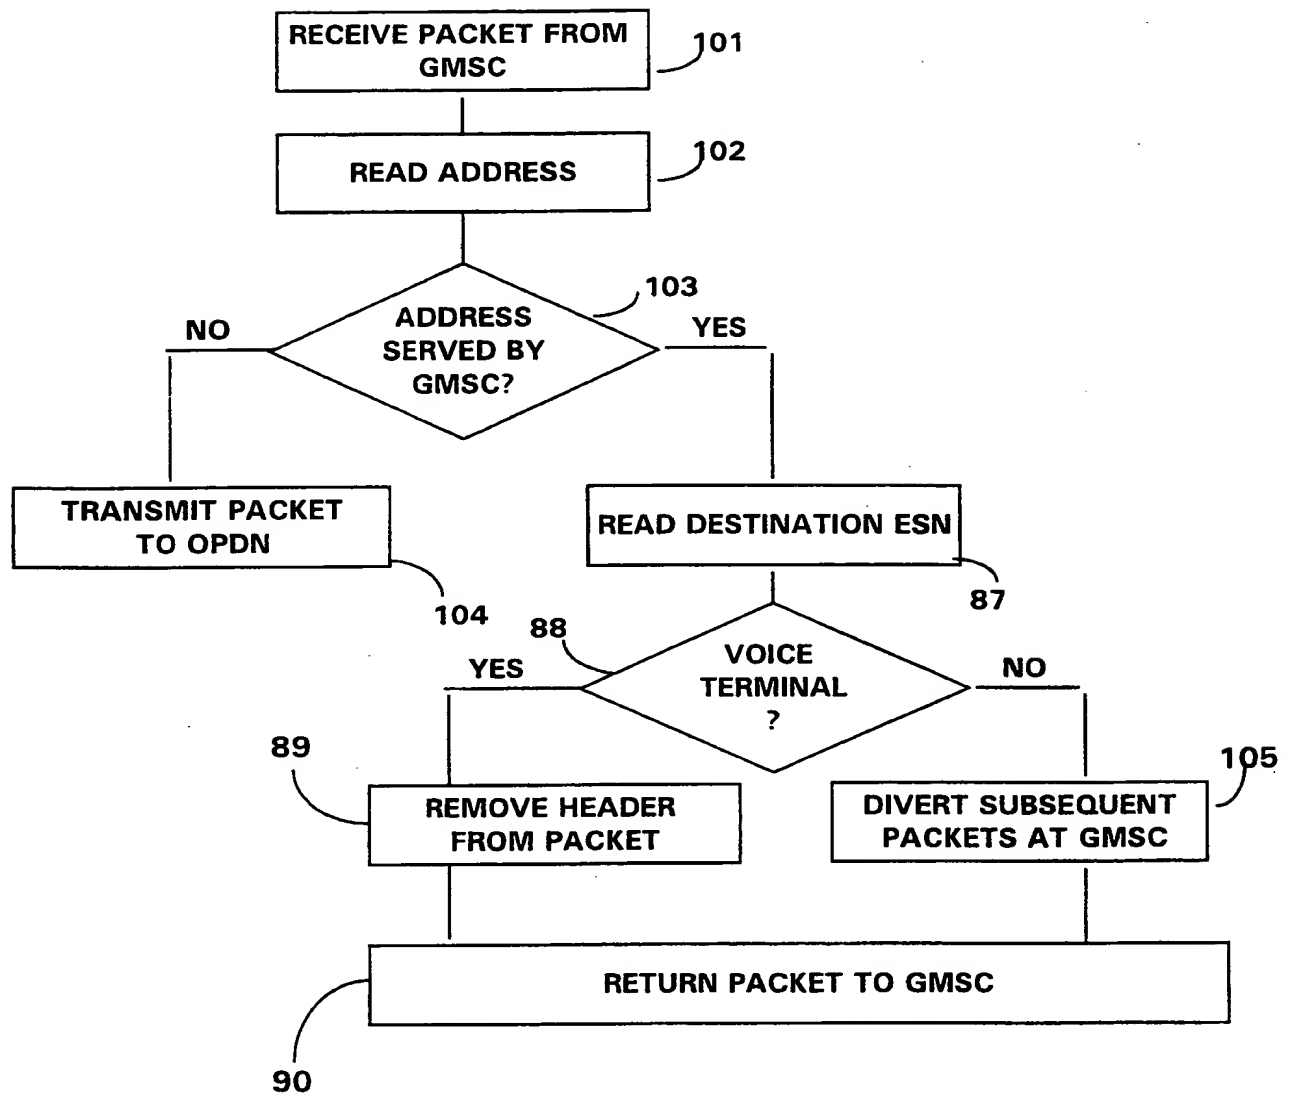 RECEIVE PACKET FROM
GMSC
101
READ ADDRESS
102
103
ADDRESS
SERVED BY
GMSC?
NO
YES
TRANSMIT PACKET
TO OPDN
104
READ DESTINATION ESN
87
88
VOICE
TERMINAL
?
YES
NO
89
REMOVE HEADER
FROM PACKET
105
DIVERT SUBSEQUENT
PACKETS AT GMSC
RETURN PACKET TO GMSC
90